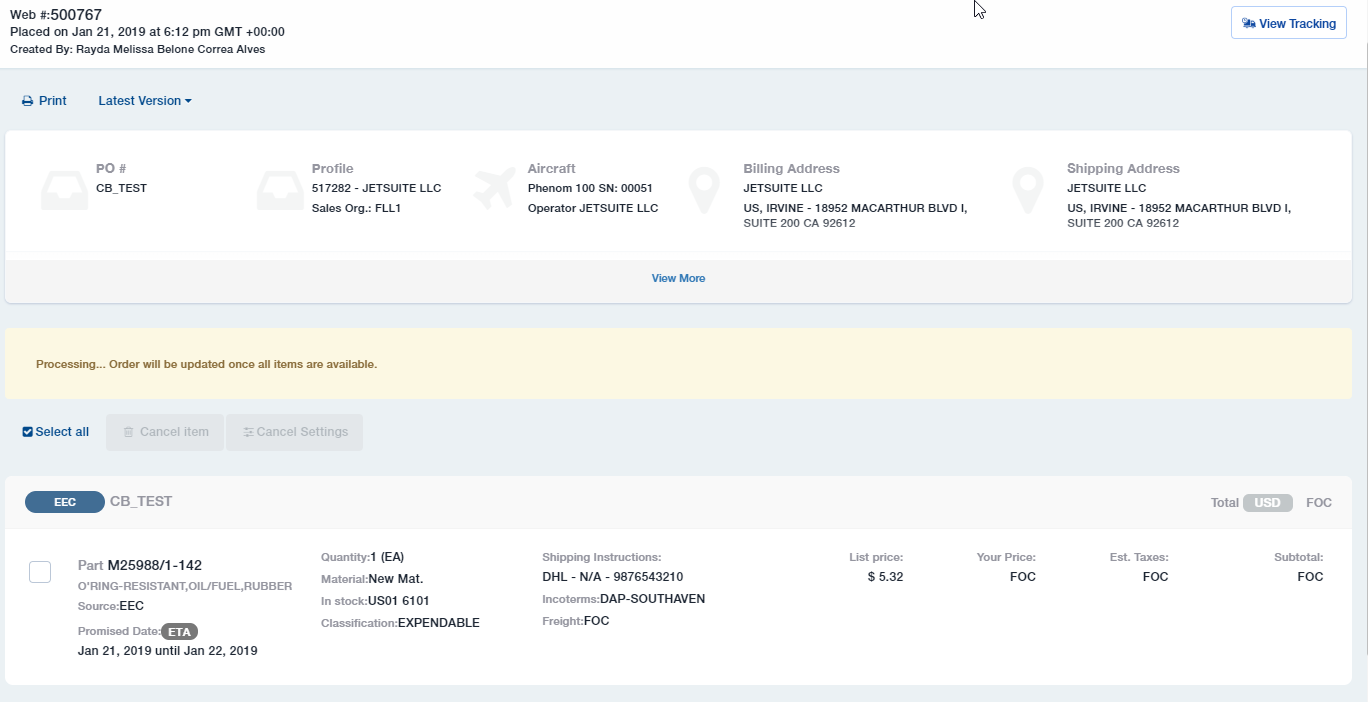 Web #:500767
View Tracking
Placed on Jan 21, 2019 at 6:12 pm GMT +00:00
Created By: Rayda Melissa Belone Correa Alves
Print
Latest Version
PO #
CB_TEST
Profile
517282 - JETSUITE LLC
Sales Org.: FLL1
Aircraft
Phenom 100 SN: 00051
Operator JETSUITE LLC
Billing Address
JETSUITE LLC
US, IRVINE - 18952 MACARTHUR BLVD I,
SUITE 200 CA 92612
Shipping Address
JETSUITE LLC
US, IRVINE - 18952 MACARTHUR BLVD I,
SUITE 200 CA 92612
View More
Processing... Order will be updated once all items are available.
Select all
Cancel item
Cancel Settings
EEC CB_TEST
Total USD FOC
Part M25988/1-142
O'RING-RESISTANT,OIL/FUEL,RUBBER
Source:EEC
Promised Date: ETA
Jan 21, 2019 until Jan 22, 2019
Quantity:1 (EA)
Material:New Mat.
In stock:US01 6101
Classification:EXPENDABLE
Shipping Instructions:
DHL - N/A - 9876543210
Incoterms:DAP-SOUTHAVEN
Freight:FOC
List price:
$ 5.32
Your Price:
FOC
Est. Taxes:
FOC
Subtotal:
FOC